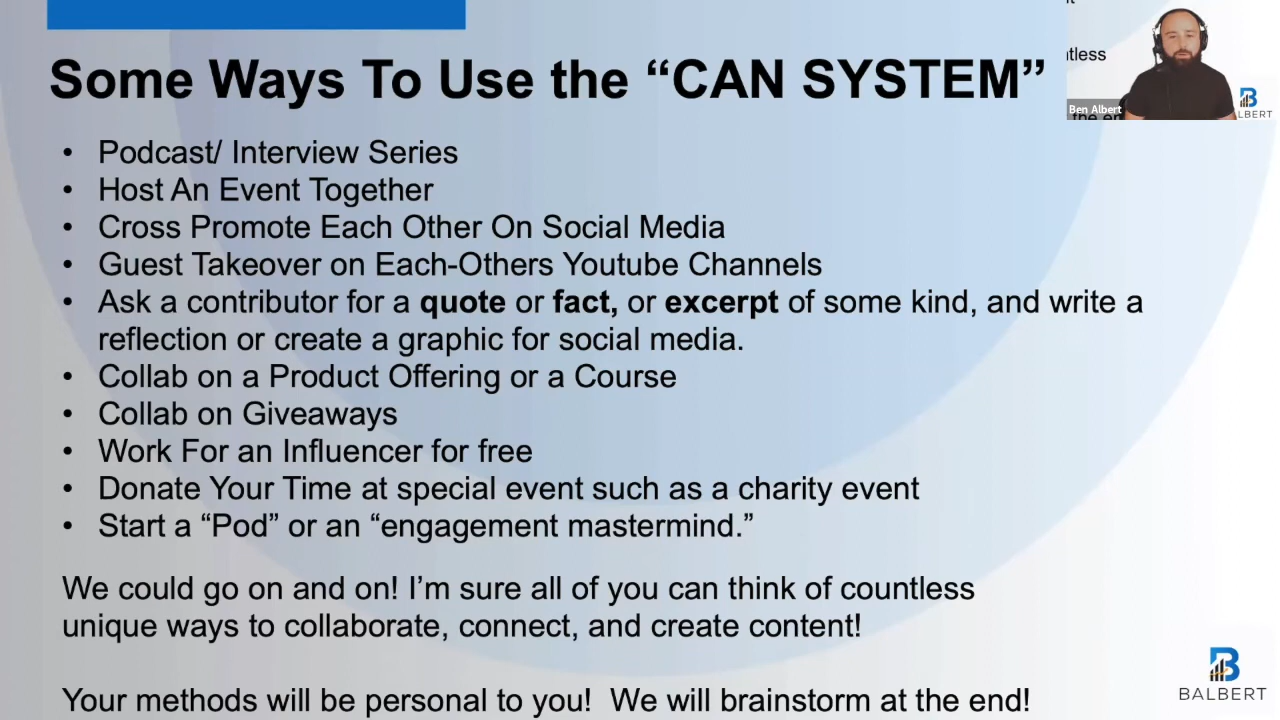 Some Ways To Use the “CAN SYSTEM”
• Podcast/ Interview Series
• Host An Event Together
• Cross Promote Each Other On Social Media
• Guest Takeover on Each-Others Youtube Channels
• Ask a contributor for a quote or fact, or excerpt of some kind, and write a
reflection or create a graphic for social media.
• Collab on a Product Offering or a Course
• Collab on Giveaways
• Work For an Influencer for free
• Donate Your Time at special event such as a charity event
• Start a “Pod” or an “engagement mastermind.”
We could go on and on! I’m sure all of you can think of countless
unique ways to collaborate, connect, and create content!
Your methods will be personal to you!  We will brainstorm at the end!
Ben Albert
BALBERT